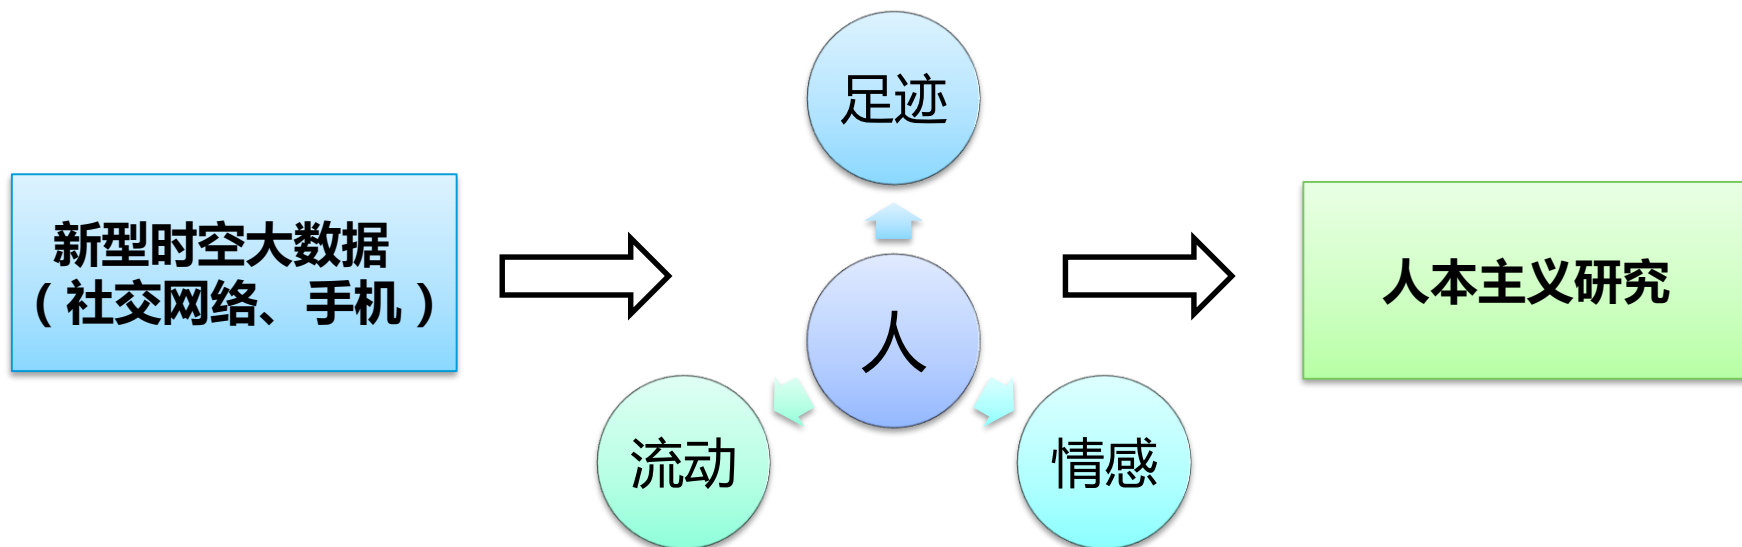 足迹
新型时空大数据
（社交网络、手机）
人
人本主义研究
流动
情感